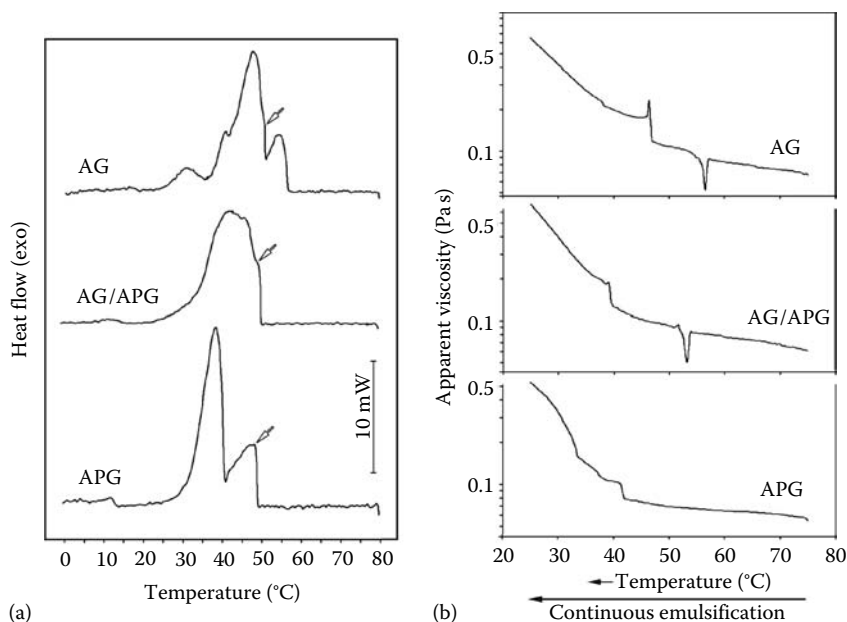 AG
AG/APG
APG
10 mW
Heat flow (exo)
0 10 20 30 40 50 60 70 80
Temperature (°C)
(a)
0.5
0.1
AG
0.5
0.1
AG/APG
0.5
0.1
APG
Apparent viscosity (Pa s)
20 30 40 50 60 70 80
Temperature (°C)
Continuous emulsification
(b)